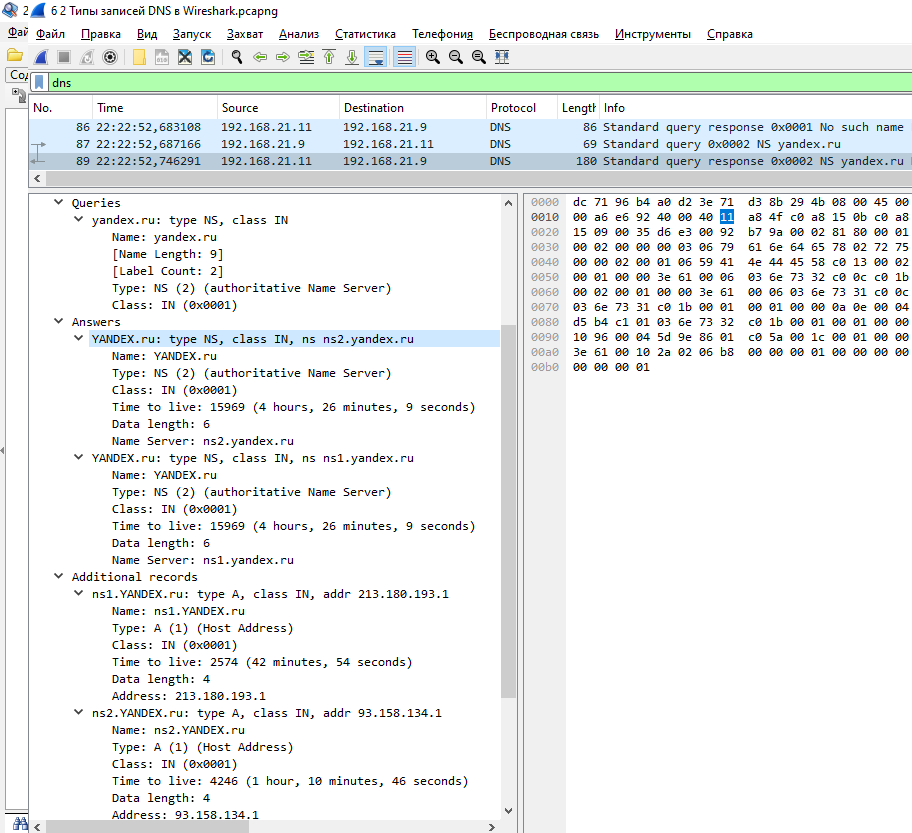 2 6 2 Типы записей DNS в Wireshark.pcapng
Фай Файл Правка Вид Запуск Захват Анализ Статистика Телефония Беспроводная связь Инструменты Справка
Сод
dns
No. Time Source Destination Protocol Length Info
86 22:22:52,683108 192.168.21.11 192.168.21.9 DNS 86 Standard query response 0x0001 No such name
87 22:22:52,687166 192.168.21.9 192.168.21.11 DNS 69 Standard query 0x0002 NS yandex.ru
89 22:22:52,746291 192.168.21.11 192.168.21.9 DNS 180 Standard query response 0x0002 NS yandex.ru
Queries
yandex.ru: type NS, class IN
Name: yandex.ru
[Name Length: 9]
[Label Count: 2]
Type: NS (2) (authoritative Name Server)
Class: IN (0x0001)
Answers
YANDEX.ru: type NS, class IN, ns ns2.yandex.ru
Name: YANDEX.ru
Type: NS (2) (authoritative Name Server)
Class: IN (0x0001)
Time to live: 15969 (4 hours, 26 minutes, 9 seconds)
Data length: 6
Name Server: ns2.yandex.ru
YANDEX.ru: type NS, class IN, ns ns1.yandex.ru
Name: YANDEX.ru
Type: NS (2) (authoritative Name Server)
Class: IN (0x0001)
Time to live: 15969 (4 hours, 26 minutes, 9 seconds)
Data length: 6
Name Server: ns1.yandex.ru
Additional records
ns1.YANDEX.ru: type A, class IN, addr 213.180.193.1
Name: ns1.YANDEX.ru
Type: A (1) (Host Address)
Class: IN (0x0001)
Time to live: 2574 (42 minutes, 54 seconds)
Data length: 4
Address: 213.180.193.1
ns2.YANDEX.ru: type A, class IN, addr 93.158.134.1
Name: ns2.YANDEX.ru
Type: A (1) (Host Address)
Class: IN (0x0001)
Time to live: 4246 (1 hour, 10 minutes, 46 seconds)
Data length: 4
Address: 93.158.134.1
0000 dc 71 96 b4 a0 d2 3e 71 d3 8b 29 4b 08 00 45 00
0010 00 a6 e6 92 40 00 40 11 a8 4f c0 a8 15 0b c0 a8
0020 15 09 00 35 d6 e3 00 92 b7 9a 00 02 81 80 00 01
0030 00 02 00 00 00 03 06 79 61 6e 64 65 78 02 72 75
0040 00 00 02 00 01 06 59 41 4e 44 45 58 c0 13 00 02
0050 00 01 00 00 3e 61 00 06 03 6e 73 32 c0 0c c0 1b
0060 00 02 00 01 00 00 3e 61 00 06 03 6e 73 31 c0 0c
0070 03 6e 73 31 c0 1b 00 01 00 01 00 00 0a 0e 00 04
0080 d5 b4 c1 01 03 6e 73 32 c0 1b 00 01 00 01 00 00
0090 10 96 00 04 5d 9e 86 01 c0 5a 00 1c 00 01 00 00
00a0 3e 61 00 10 2a 02 06 b8 00 00 00 01 00 00 00 00
00b0 00 00 00 01